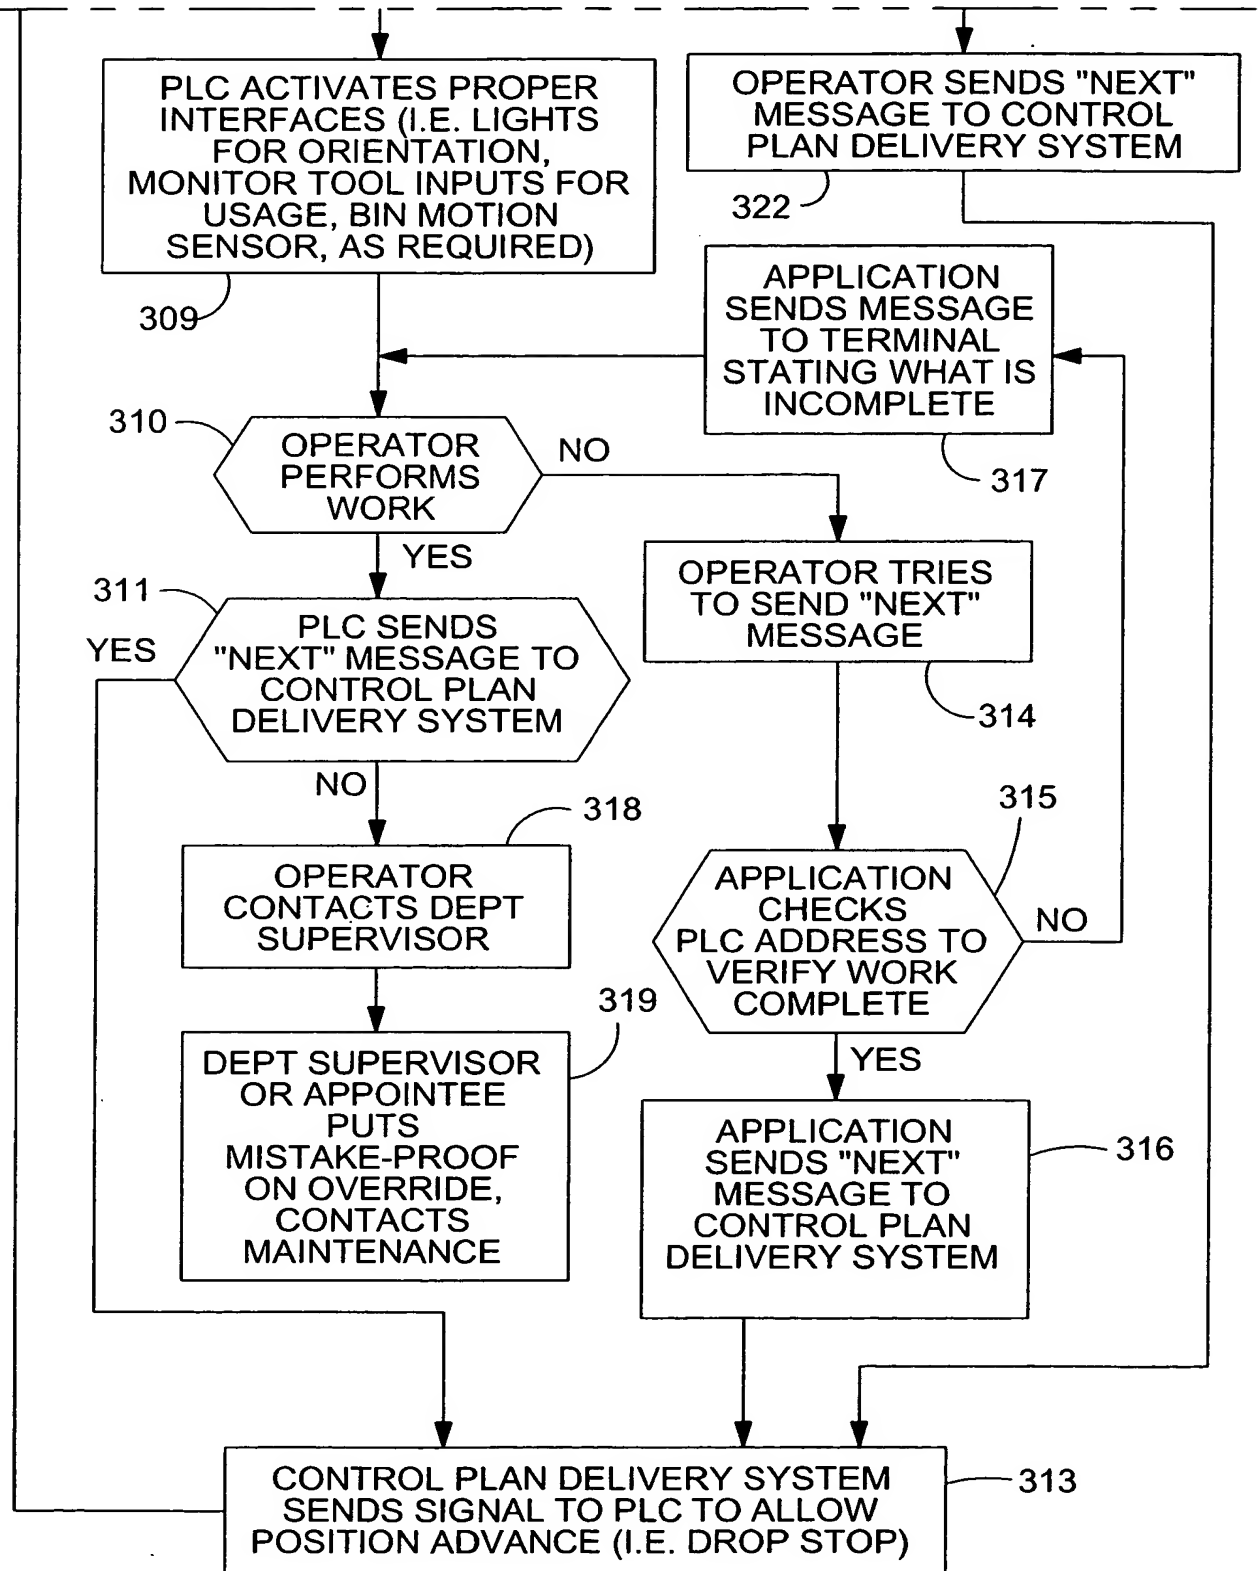 PLC ACTIVATES PROPER
INTERFACES (I.E. LIGHTS
FOR ORIENTATION,
MONITOR TOOL INPUTS FOR
USAGE, BIN MOTION
SENSOR, AS REQUIRED)
309
OPERATOR SENDS "NEXT"
MESSAGE TO CONTROL
PLAN DELIVERY SYSTEM
322
APPLICATION
SENDS MESSAGE
TO TERMINAL
STATING WHAT IS
INCOMPLETE
317
310
OPERATOR
PERFORMS
WORK
NO
YES
311
YES
PLC SENDS
"NEXT" MESSAGE TO
CONTROL PLAN
DELIVERY SYSTEM
NO
OPERATOR TRIES
TO SEND "NEXT"
MESSAGE
314
318
OPERATOR
CONTACTS DEPT
SUPERVISOR
315
APPLICATION
CHECKS
PLC ADDRESS TO
VERIFY WORK
COMPLETE
NO
YES
319
DEPT SUPERVISOR
OR APPOINTEE
PUTS
MISTAKE-PROOF
ON OVERRIDE,
CONTACTS
MAINTENANCE
APPLICATION
SENDS "NEXT"
MESSAGE TO
CONTROL PLAN
DELIVERY SYSTEM
316
CONTROL PLAN DELIVERY SYSTEM
SENDS SIGNAL TO PLC TO ALLOW
POSITION ADVANCE (I.E. DROP STOP)
313